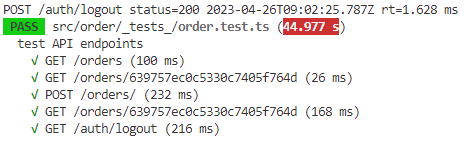 POST /auth/logout status=200 2023-04-26T09:02:25.787Z rt=1.628 ms
PASS src/order/_tests_/order.test.ts (44.977 s)
test API endpoints
√ GET /orders (100 ms)
√ GET /orders/639757ec0c5330c7405f764d (26 ms)
√ POST /orders/ (232 ms)
√ GET /orders/639757ec0c5330c7405f764d (168 ms)
√ GET /auth/logout (216 ms)